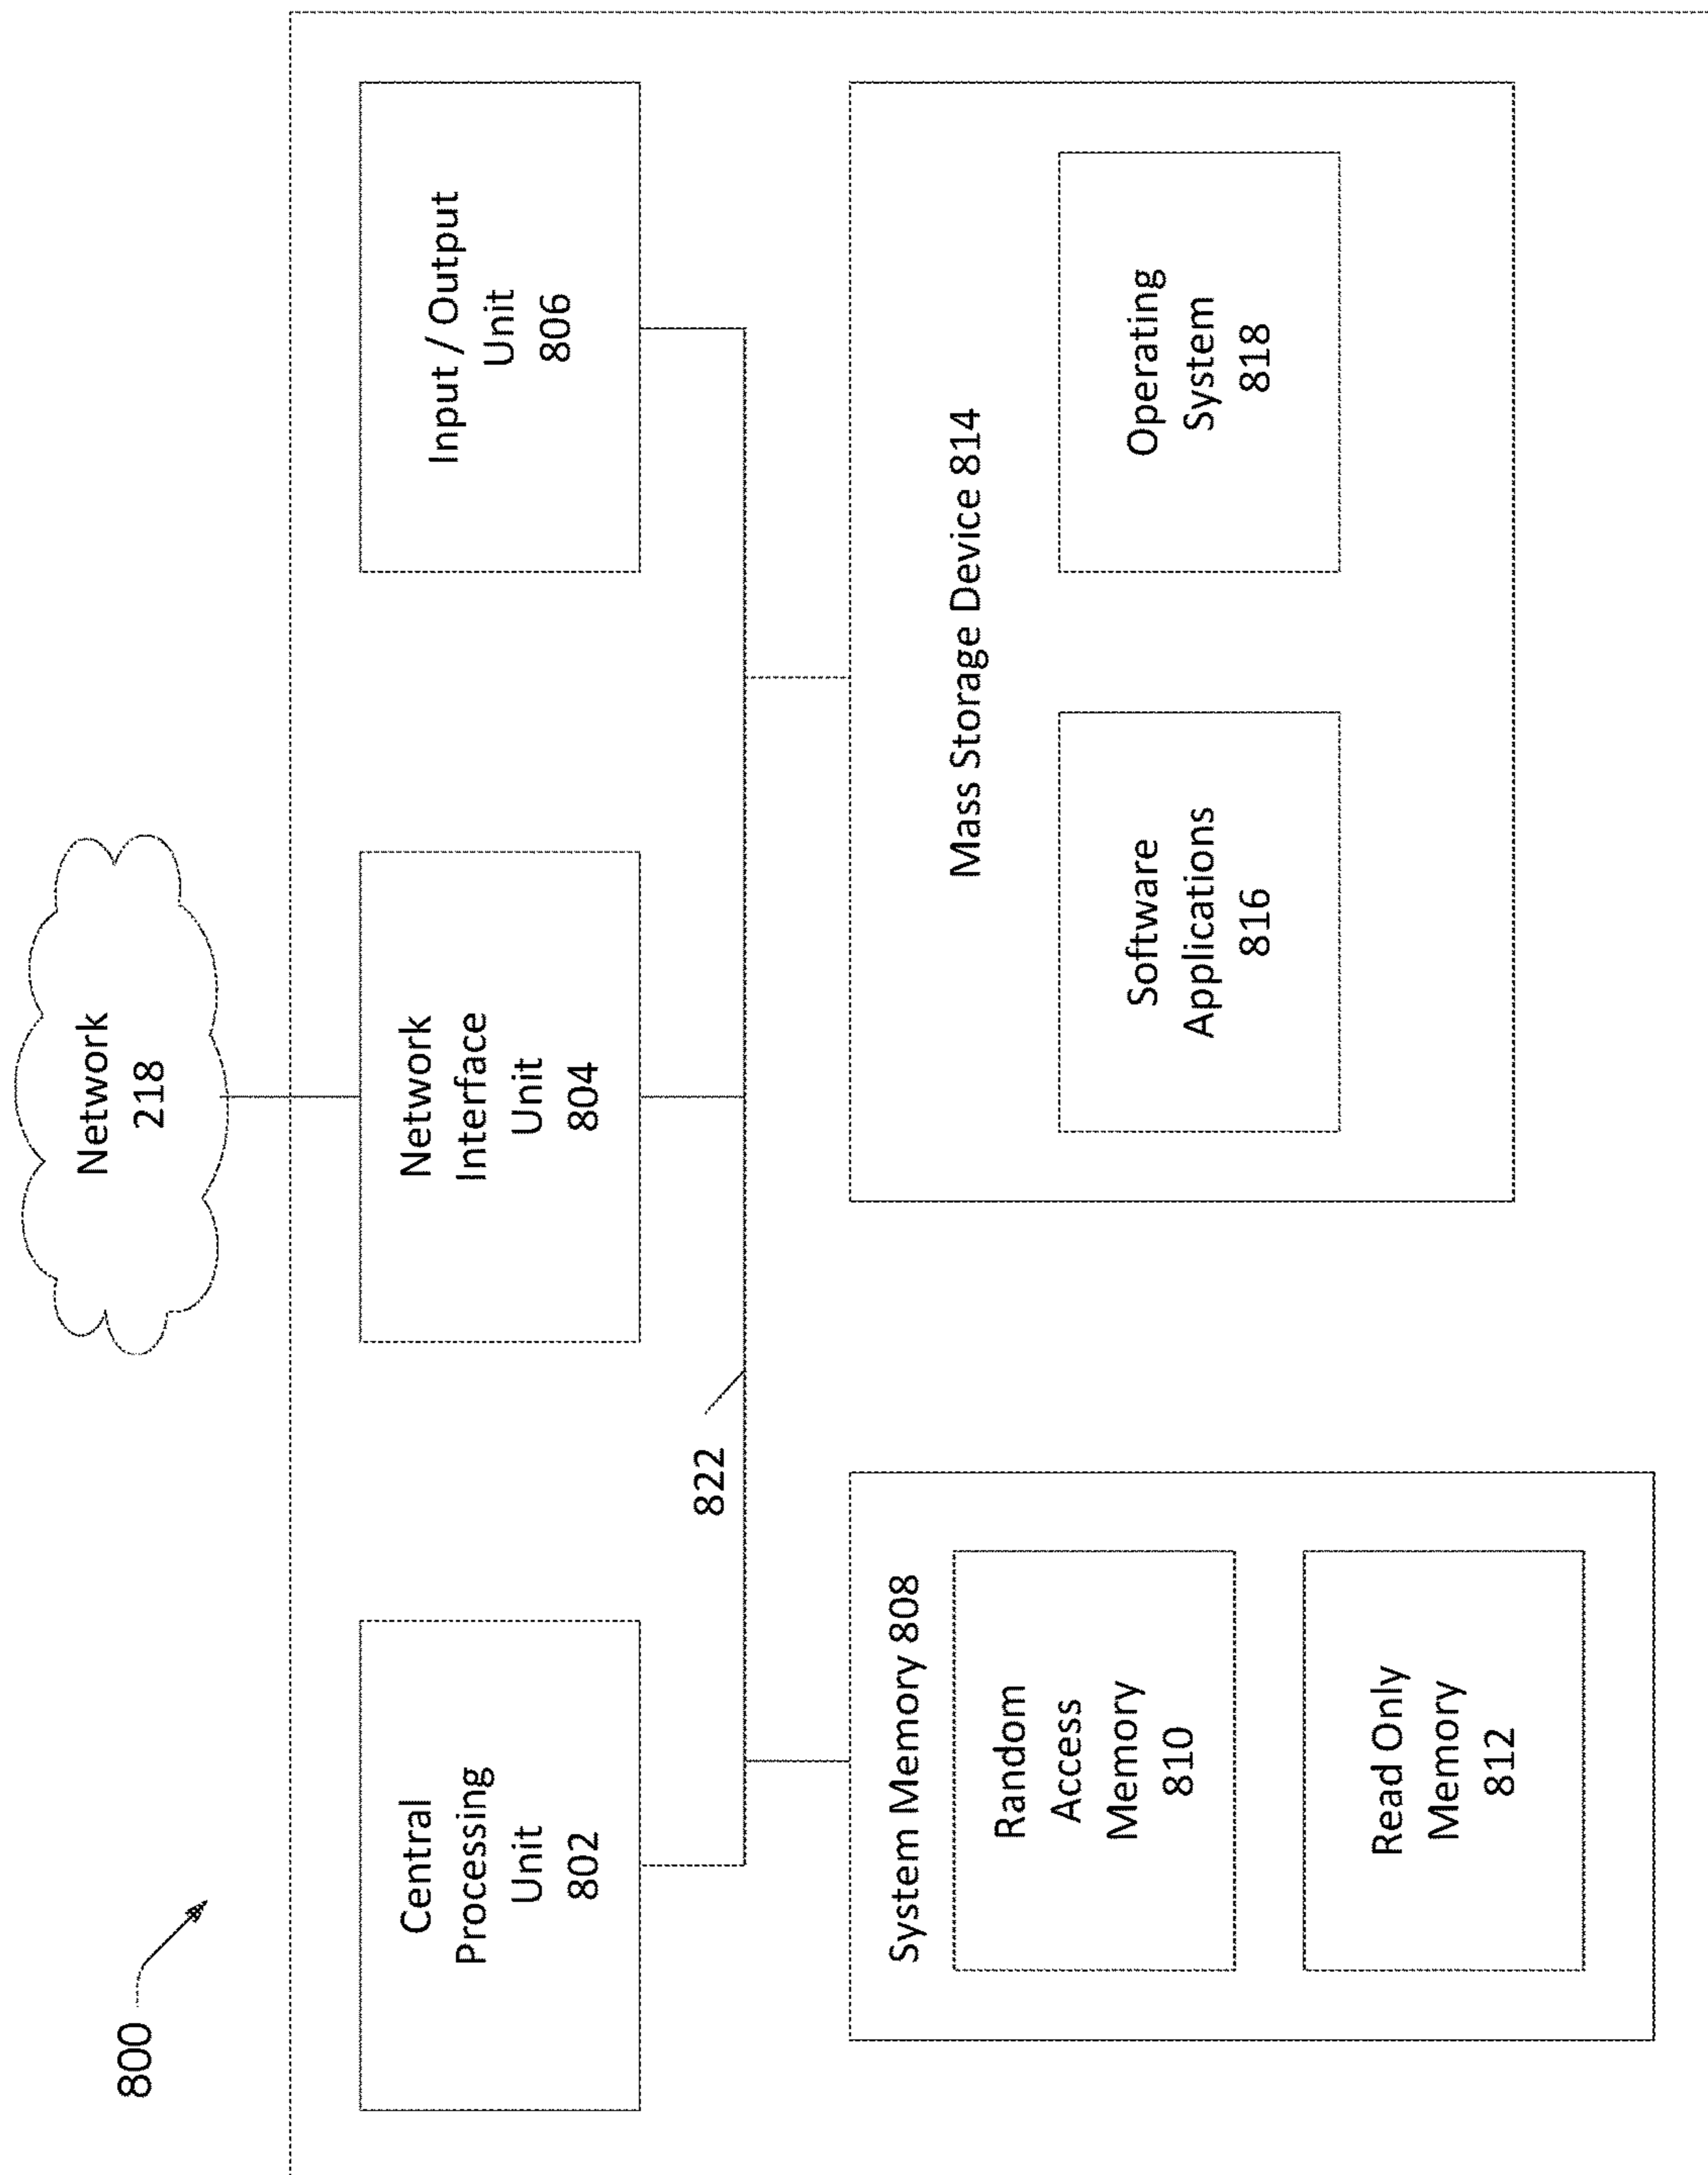 800
Network
218
Central
Processing
Unit
802
Network
Interface
Unit
804
Input / Output
Unit
806
822
System Memory 808
Random
Access
Memory
810
Read Only
Memory
812
Mass Storage Device 814
Software
Applications
816
Operating
System
818